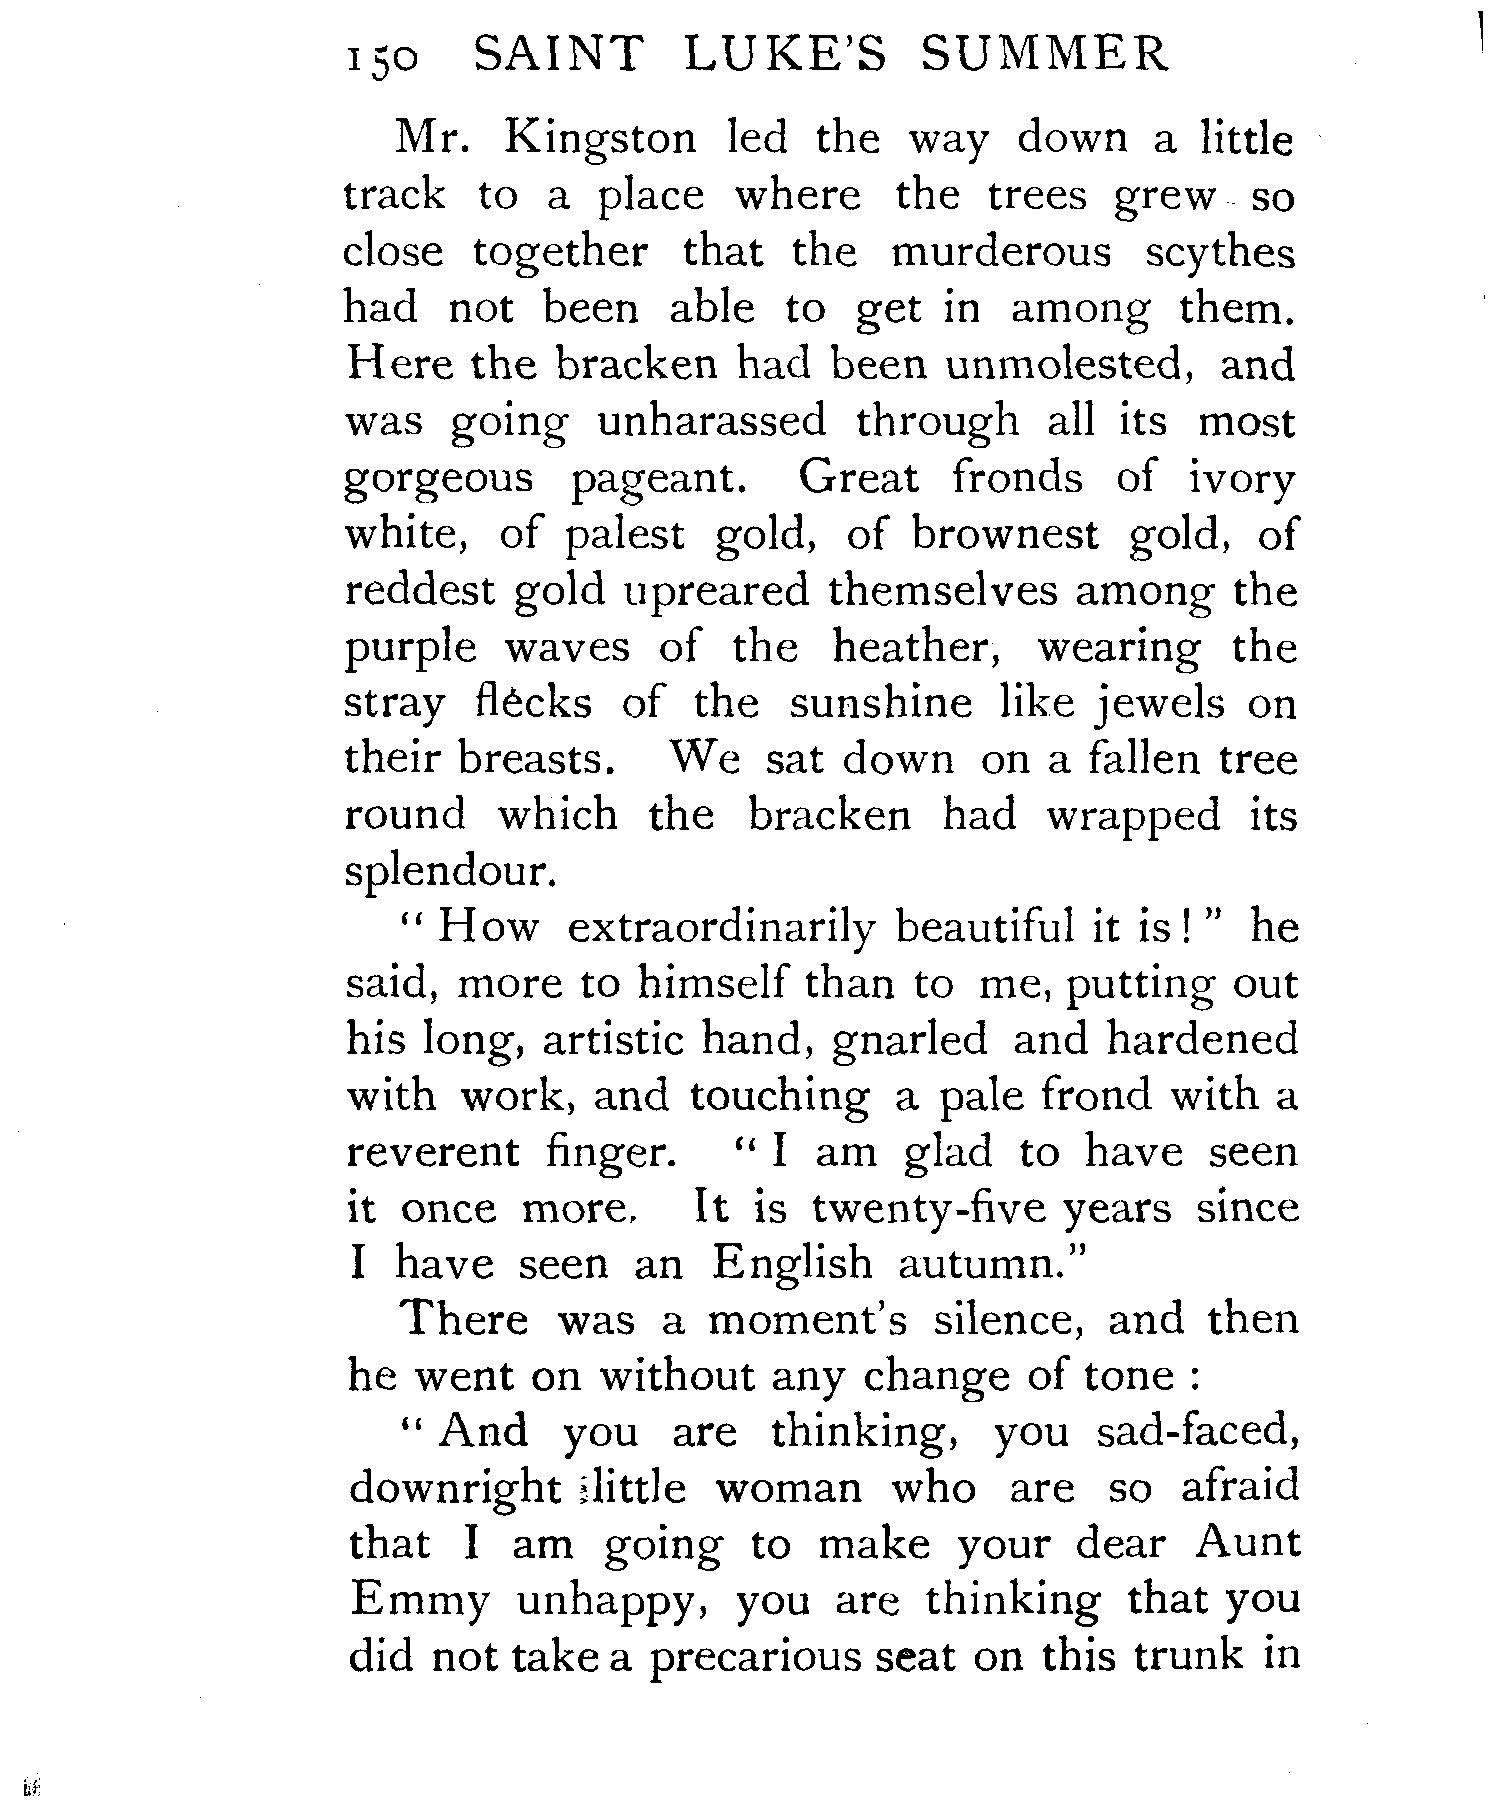 150 SAINT LUKE'S SUMMER
Mr. Kingston led the way down a little
track to a place where the trees grew so
close together that the murderous scythes
had not been able to get in among them.
Here the bracken had been unmolested, and
was going unharassed through all its most
gorgeous pageant. Great fronds of ivory
white, of palest gold, of brownest gold, of
reddest gold upreared themselves among the
purple waves of the heather, wearing the
stray flecks of the sunshine like jewels on
their breasts. We sat down on a fallen tree
round which the bracken had wrapped its
splendour.
"How extraordinarily beautiful it is!" he
said, more to himself than to me, putting out
his long, artistic hand, gnarled and hardened
with work, and touching a pale frond with a
reverent finger. "I am glad to have seen
it once more. It is twenty-five years since
I have seen an English autumn."
There was a moment's silence, and then
he went on without any change of tone :
"And you are thinking, you sad-faced,
downright little woman who are so afraid
that I am going to make your dear Aunt
Emmy unhappy, you are thinking that you
did not take a precarious seat on this trunk in